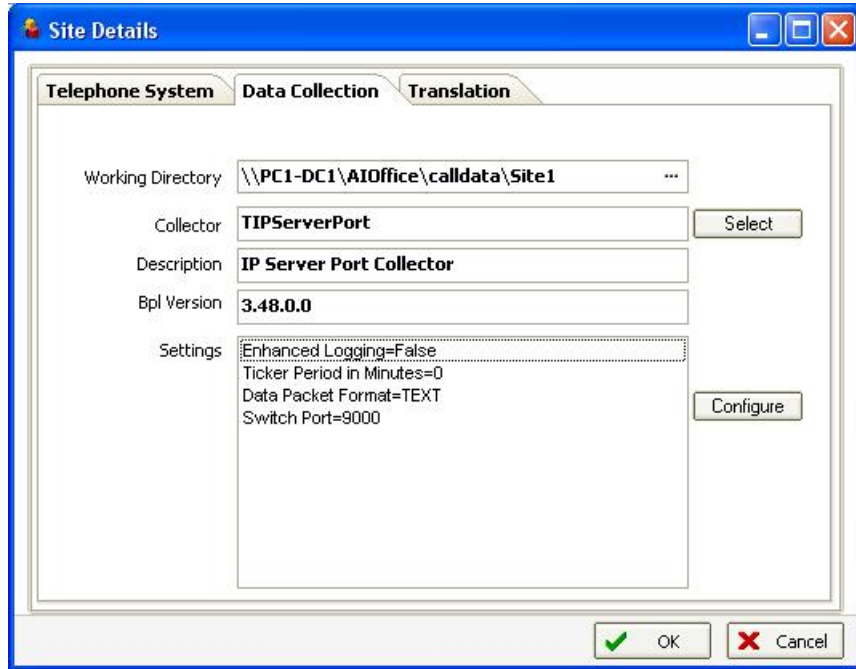 Site Details
Telephone System Data Collection Translation
Working Directory \\PC1-DC1\AIOffice\calldata\Site1 ...
Collector TIPServerPort Select
Description IP Server Port Collector
Bpl Version 3.48.0.0
Settings Enhanced Logging=False
Ticker Period in Minutes=0
Data Packet Format=TEXT
Configure
Switch Port=9000
OK Cancel